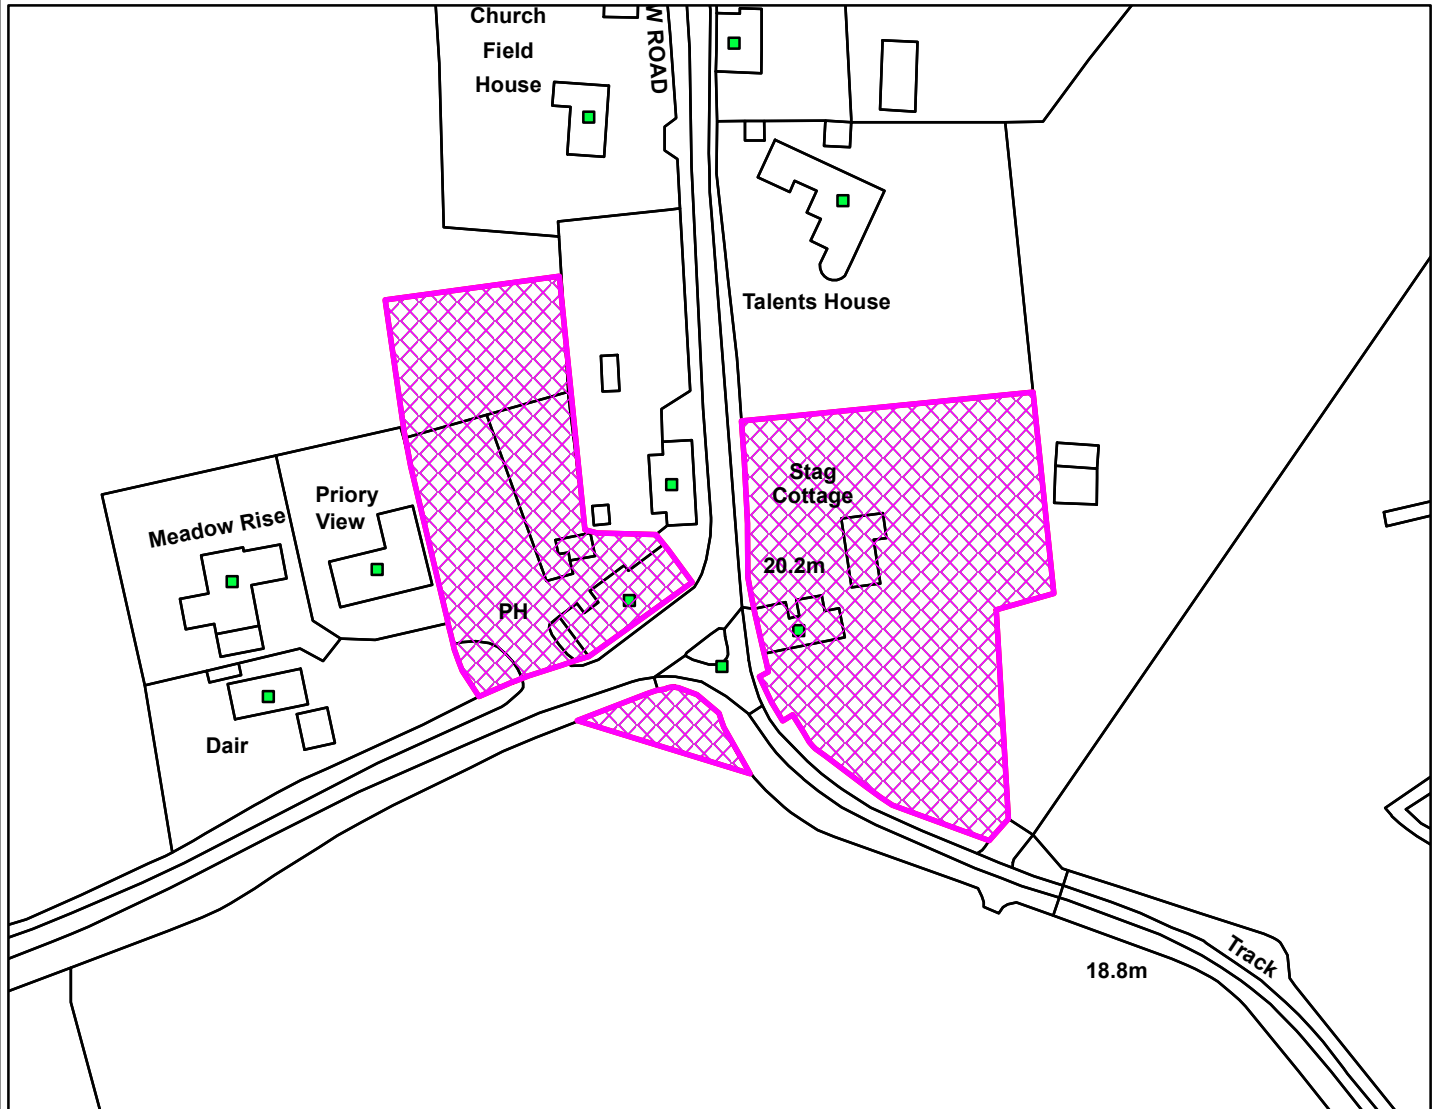 Church
Field
House
W ROAD
Talents House
Stag
Cottage
20.2m
Priory
View
Meadow Rise
PH
Dair
Track
18.8m